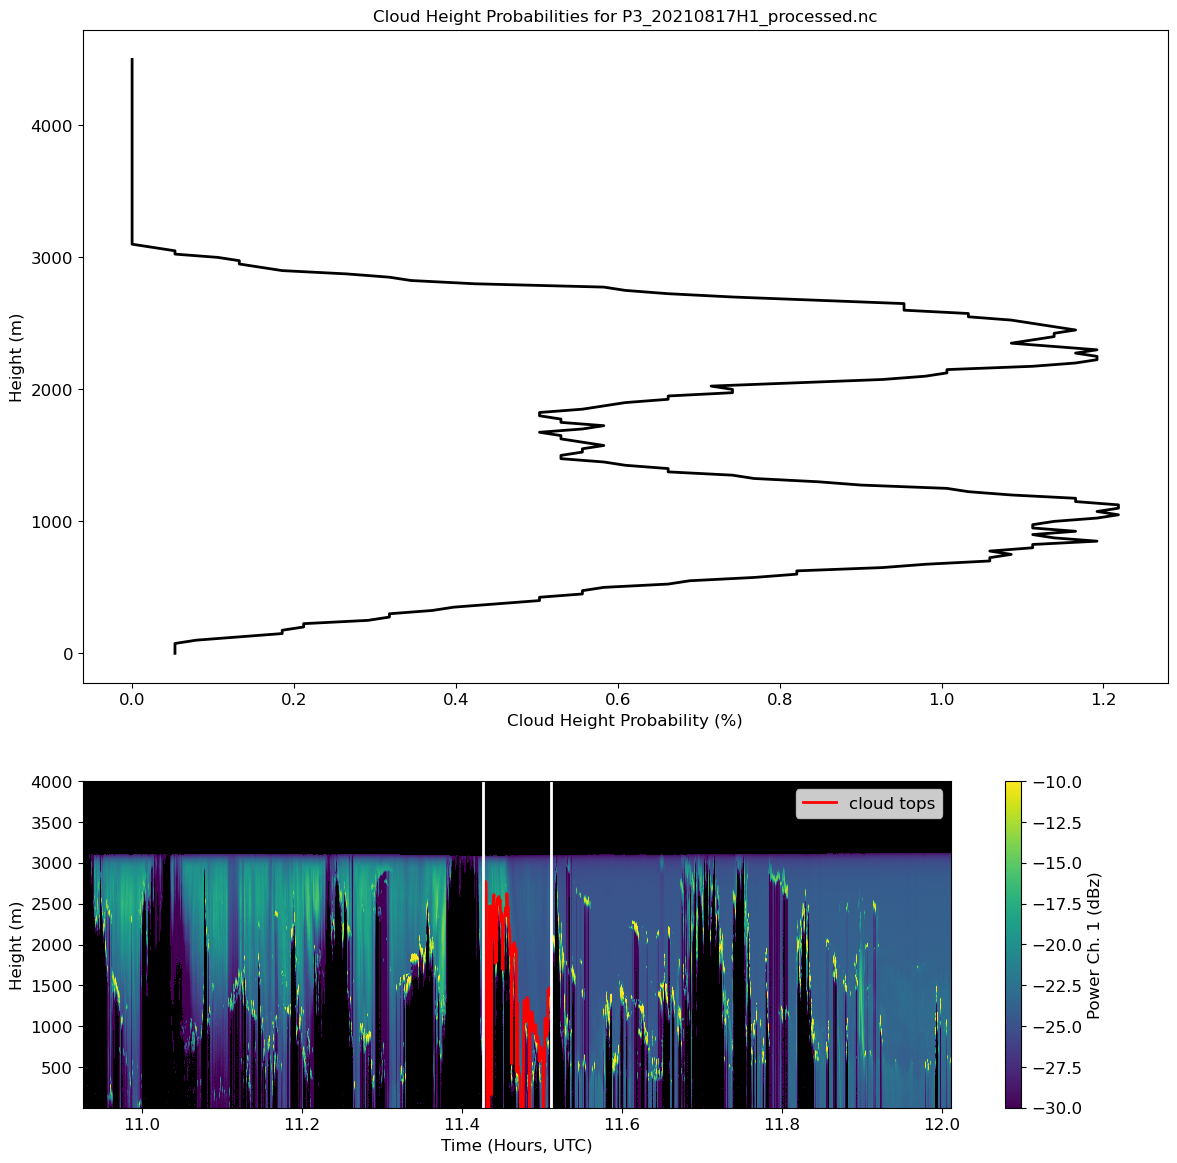 Cloud Height Probabilities for P3_20210817H1_processed.nc
4000
3000
2000
1000
0
Height (m)
0.0 0.2 0.4 0.6 0.8 1.0 1.2
Cloud Height Probability (%)
4000
3500
3000
2500
2000
1500
1000
500
Height (m)
cloud tops
11.0 11.2 11.4 11.6 11.8 12.0
Time (Hours, UTC)
−10.0
−12.5
−15.0
−17.5
−20.0
−22.5
−25.0
−27.5
−30.0
Power Ch. 1 (dBz)